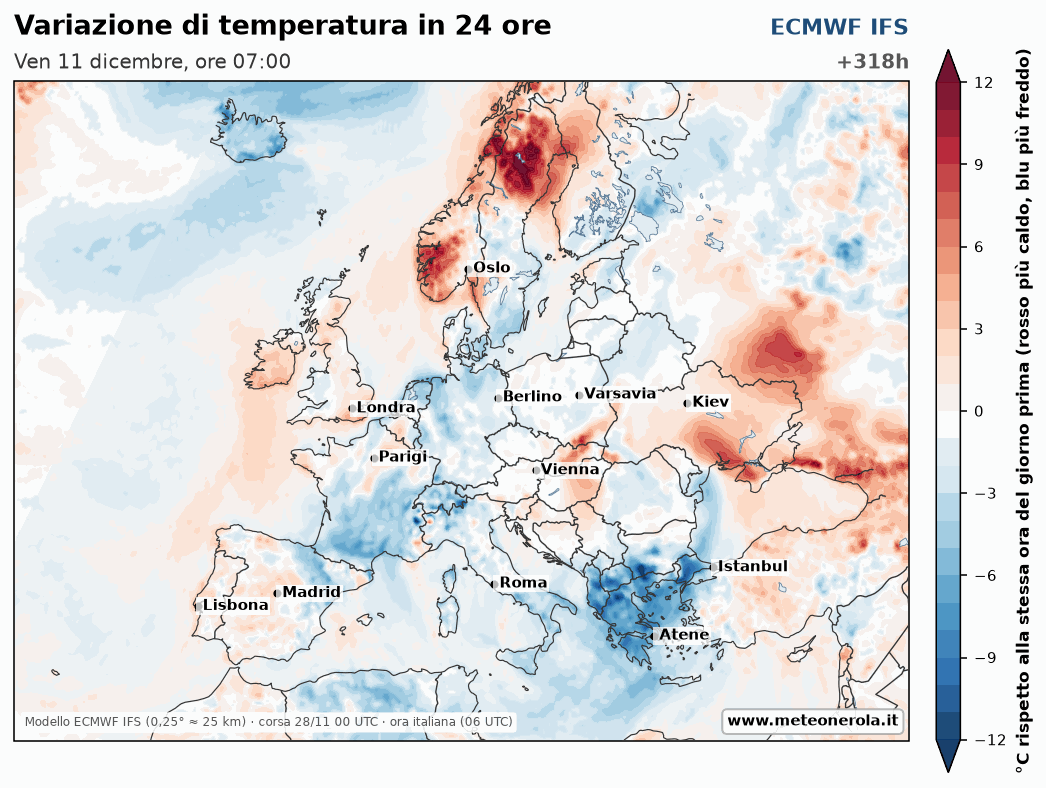 Variazione di temperatura in 24 ore
ECMWF IFS
Ven 11 dicembre, ore 07:00
+318h
Oslo
Berlino
Varsavia
Kiev
Londra
Parigi
Vienna
Istanbul
Roma
Madrid
Lisbona
Atene
Modello ECMWF IFS (0,25° ≈ 25 km) · corsa 28/11 00 UTC · ora italiana (06 UTC)
www.meteonerola.it
12
9
6
3
0
−3
−6
−9
−12
°C rispetto alla stessa ora del giorno prima (rosso più caldo, blu più freddo)